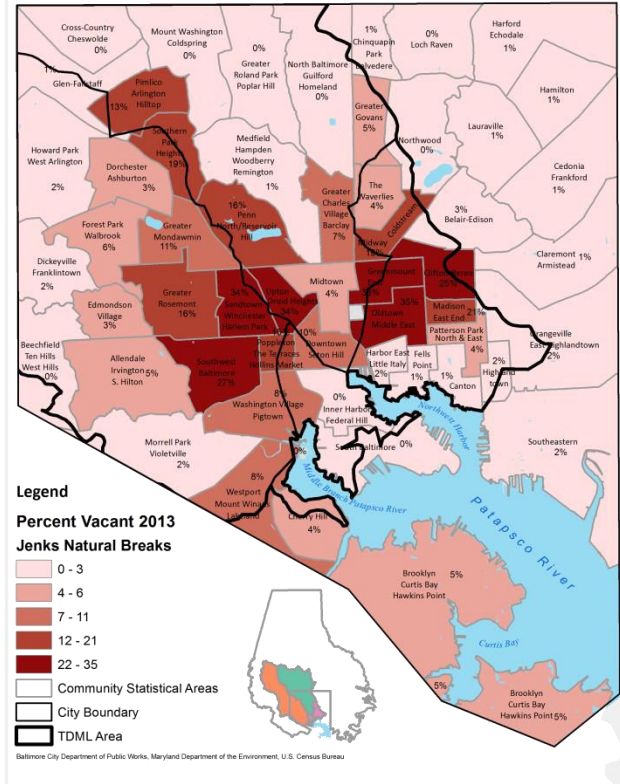 Cross-Country
Cheswolde
0%
Mount Washington
Coldspring
0%
Greater
Roland Park
Poplar Hill
0%
North Baltimore
Guilford
Homeland
0%
1%
Chinquapin
Park
Belvedere
0%
Loch Raven
Harford
Echodale
1%
1%
Glen-Fallstaff
Pimlico
Arlington
Hilltop
13%
Southern
Park
Heights
19%
Medfield
Hampden
Woodberry
Remington
1%
Greater
Govans
5%
Northwood
0%
Lauraville
1%
Hamilton
1%
Cedonia
Frankford
1%
Howard Park
West Arlington
2%
Dorchester
Ashburton
3%
16%
Penn
North/Reservoir
Hill
Greater
Charles
Village
Barclay
7%
The
Waverlies
4%
Coldstream
Midway
3%
Belair-Edison
Claremont
Armistead
1%
Forest Park
Walbrook
6%
Greater
Mondawmin
11%
Dickeyville
Franklintown
2%
Greater
Rosemont
16%
34%
Sandtown
Winchester
Harlem Park
Upton
Druid Heights
34%
Midtown
4%
Greenmount
East
Oldtown
Middle East
35%
Clifton-Berea
25%
Madison
East End
21%
Patterson Park
North & East
4%
Orangeville
East Highlandtown
2%
Edmondson
Village
3%
Beechfield
Ten Hills
West Hills
0%
Allendale
Irvington
S. Hilton
5%
Southwest
Baltimore
27%
Poppleton
The Terraces
Hollins Market
10%
Downtown
Seton Hill
Harbor East
Little Italy
2%
Fells
Point
1%
1%
Canton
2%
Highland
town
8%
Washington Village
Pigtown
0%
Inner Harbor
Federal Hill
South Baltimore
0%
0%
Northwest Harbor
Southeastern
2%
Morrell Park
Violetville
2%
8%
Westport
Mount Winans
Lakeland
Middle Branch Patapsco River
Cherry Hill
4%
Patapsco
River
Brooklyn
Curtis Bay
Hawkins Point
5%
Curtis Bay
5%
Brooklyn
Curtis Bay
Hawkins Point 5%
Legend
Percent Vacant 2013
Jenks Natural Breaks
0 - 3
4 - 6
7 - 11
12 - 21
22 - 35
Community Statistical Areas
City Boundary
TDML Area
Baltimore City Department of Public Works, Maryland Department of the Environment, U.S. Census Bureau